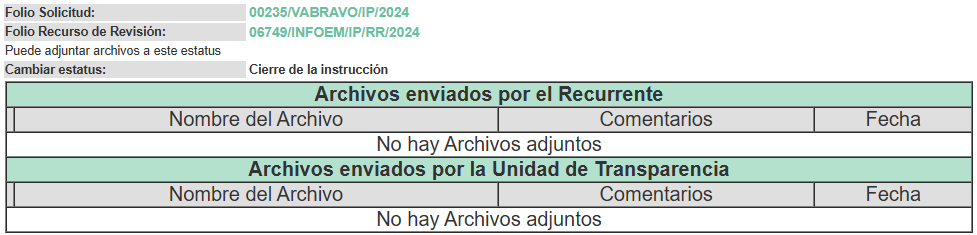 Folio Solicitud: 00235/VABRAVO/IP/2024
Folio Recurso de Revisión: 06749/INFOEM/IP/RR/2024
Puede adjuntar archivos a este estatus
Cambiar estatus: Cierre de la instrucción
Archivos enviados por el Recurrente
Nombre del Archivo Comentarios Fecha
No hay Archivos adjuntos
Archivos enviados por la Unidad de Transparencia
Nombre del Archivo Comentarios Fecha
No hay Archivos adjuntos